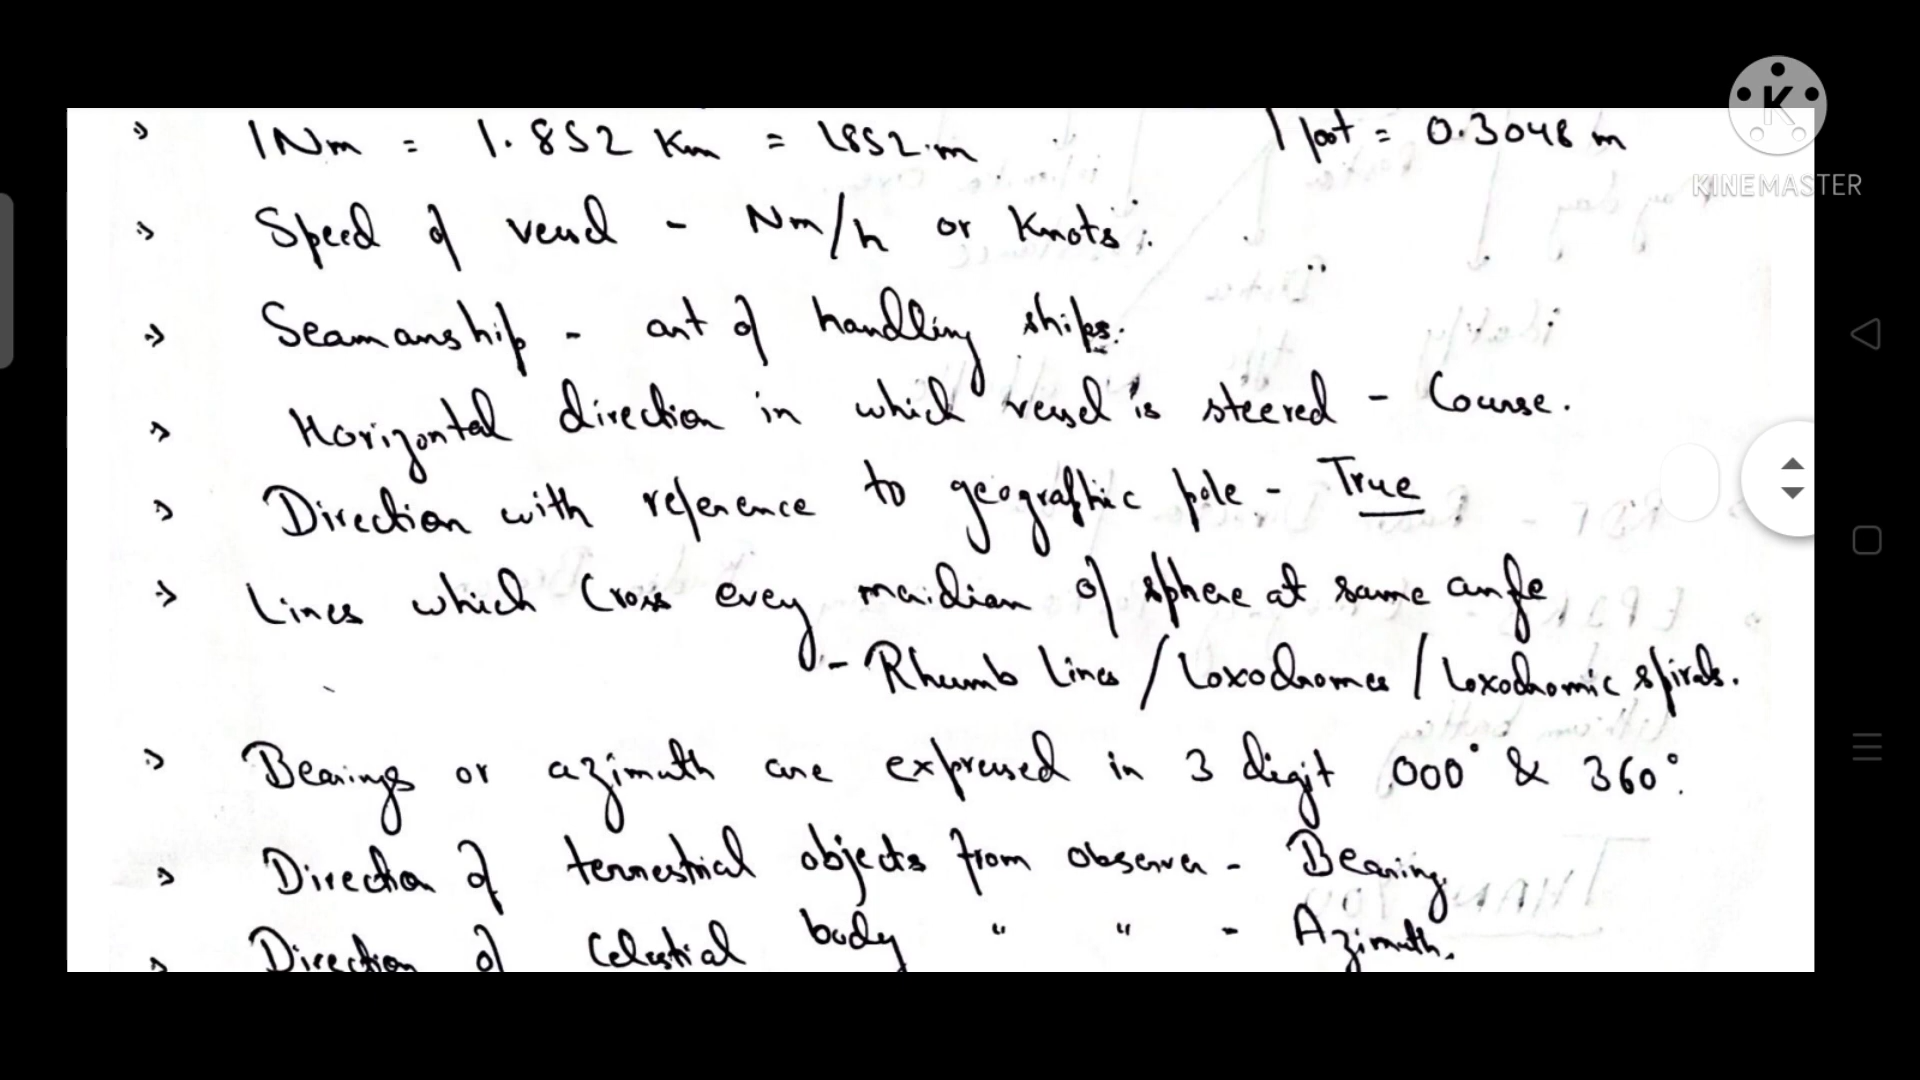 → 1Nm = 1.852 Km = 1852.m 1 foot = 0.3048 m
KINEMASTER
→ Speed of vessel - Nm/h or Knots.
→ Seamanship - art of handling ships.
→ Horizontal direction in which vessel is steered - Course.
→ Direction with reference to geographic pole - True
→ Lines which Cross every meridian of sphere at same angle
- Rhumb Lines / Loxodromes / Loxodromic spirals.
→ Bearings or azimuth are expressed in 3 digit 000° & 360°.
→ Direction of terrestrial objects from observer - Bearing.
→ Direction of Celestial body " " - Azimuth.